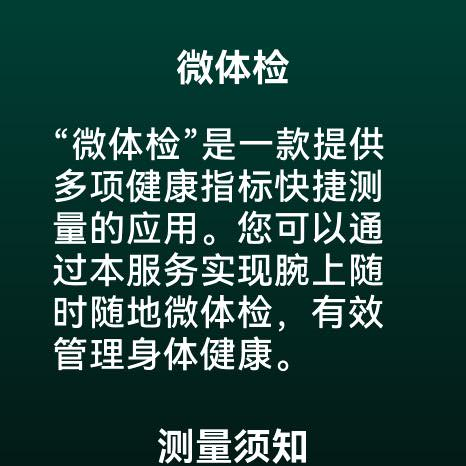 微体检
“微体检”是一款提供
多项健康指标快捷测
量的应用。您可以通
过本服务实现腕上随
时随地微体检，有效
管理身体健康。
测量须知